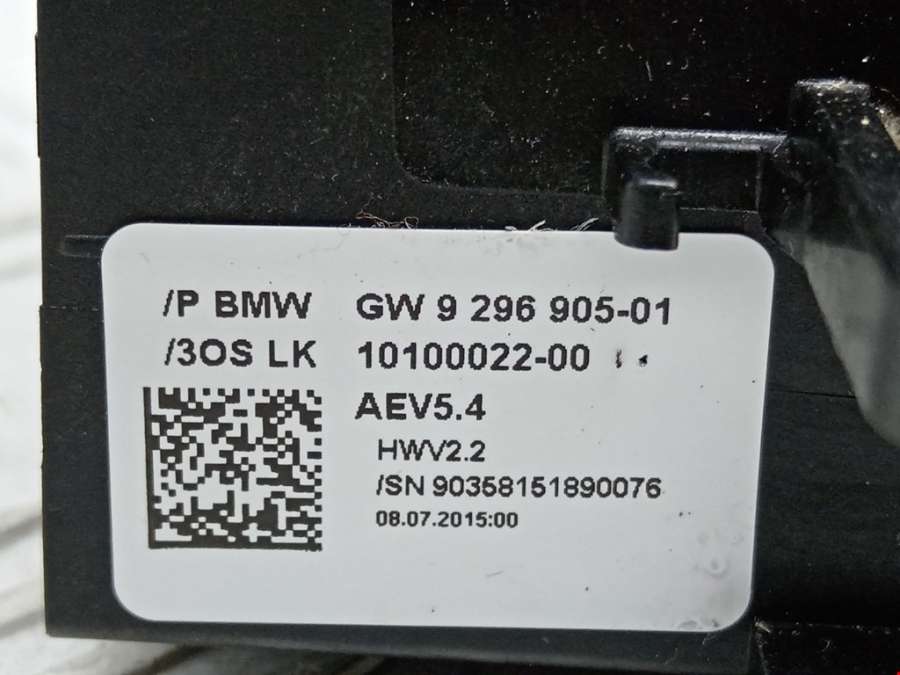 /P BMW GW 9 296 905-01
/3OS LK 10100022-00
AEV5.4
HWV2.2
/SN 90358151890076
08.07.2015:00